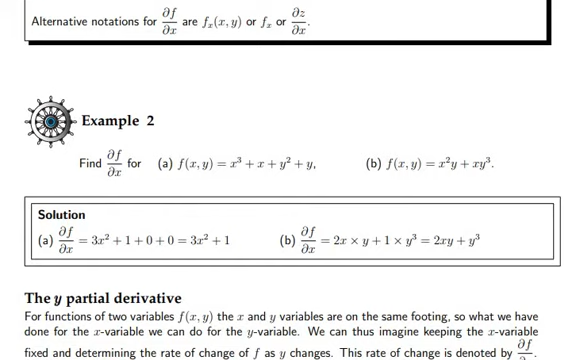 Alternative notations for ∂f/∂x are fₓ(x, y) or fₓ or ∂z/∂x.
Example 2
Find ∂f/∂x for (a) f(x, y) = x³ + x + y² + y, (b) f(x, y) = x²y + xy³.
Solution
(a) ∂f/∂x = 3x² + 1 + 0 + 0 = 3x² + 1 (b) ∂f/∂x = 2x × y + 1 × y³ = 2xy + y³
The y partial derivative
For functions of two variables f(x, y) the x and y variables are on the same footing, so what we have
done for the x-variable we can do for the y-variable. We can thus imagine keeping the x-variable
fixed and determining the rate of change of f as y changes. This rate of change is denoted by